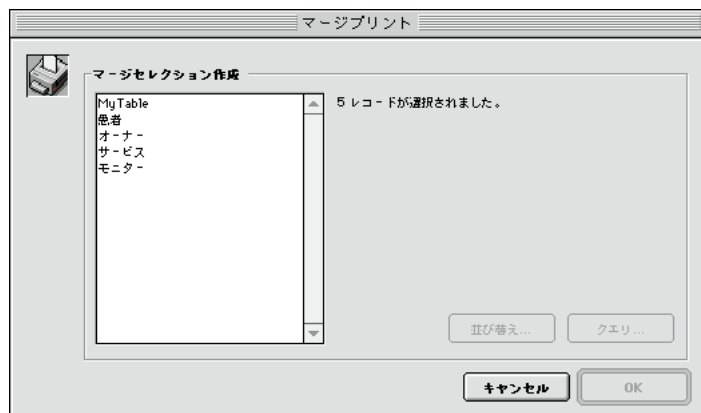 マージプリント
マージセレクション作成
MyTable
患者
オーナー
サービス
モニター
5 レコードが選択されました。
並び替え...
クエリ...
キャンセル
OK